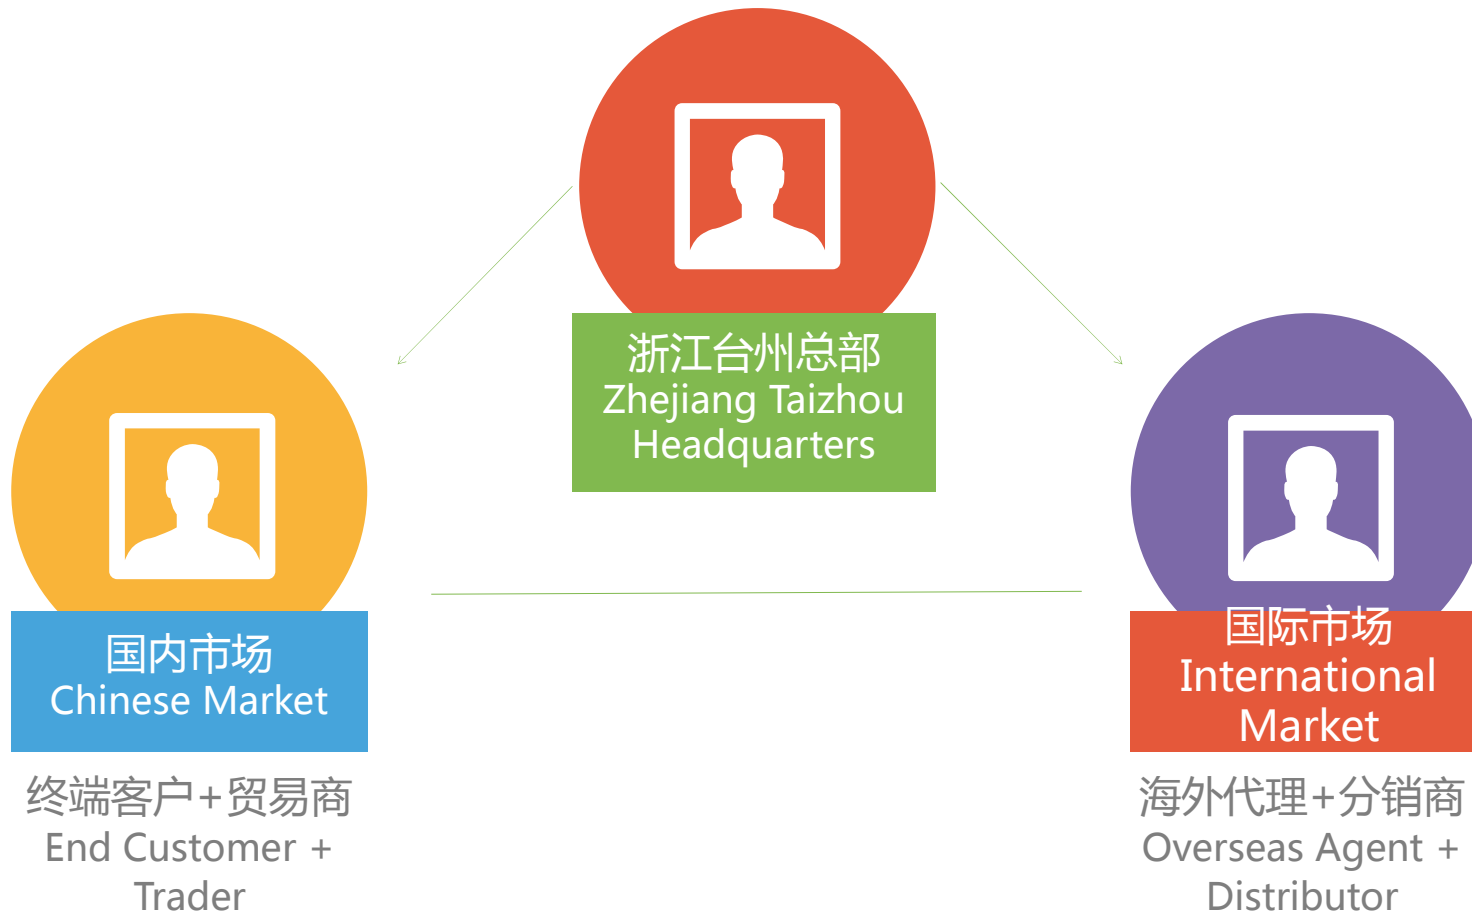 浙江台州总部
Zhejiang Taizhou
Headquarters
国内市场
Chinese Market
终端客户+贸易商
End Customer +
Trader
国际市场
International
Market
海外代理+分销商
Overseas Agent +
Distributor